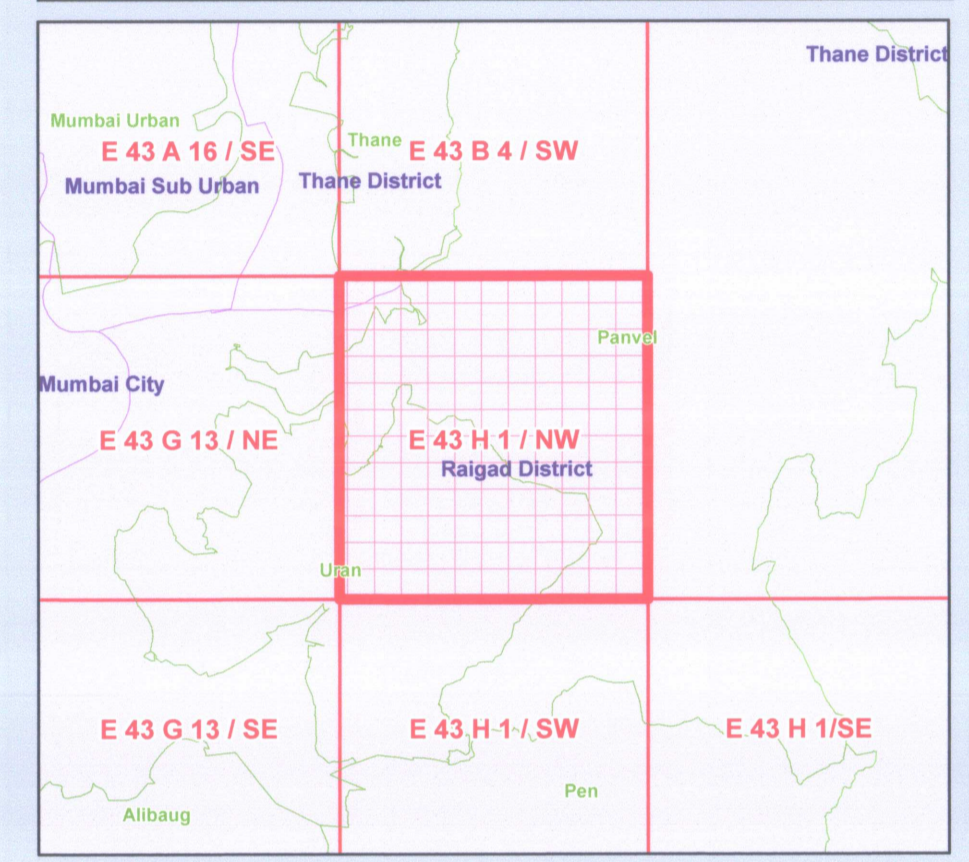 Thane District
Mumbai Urban
E 43 A 16 / SE
Mumbai Sub Urban
Thane
E 43 B 4 / SW
Thane District
Panvel
Mumbai City
E 43 G 13 / NE
E 43 H 1 / NW
Raigad District
Uran
E 43 G 13 / SE
E 43 H 1 / SW
E 43 H 1/SE
Pen
Alibaug